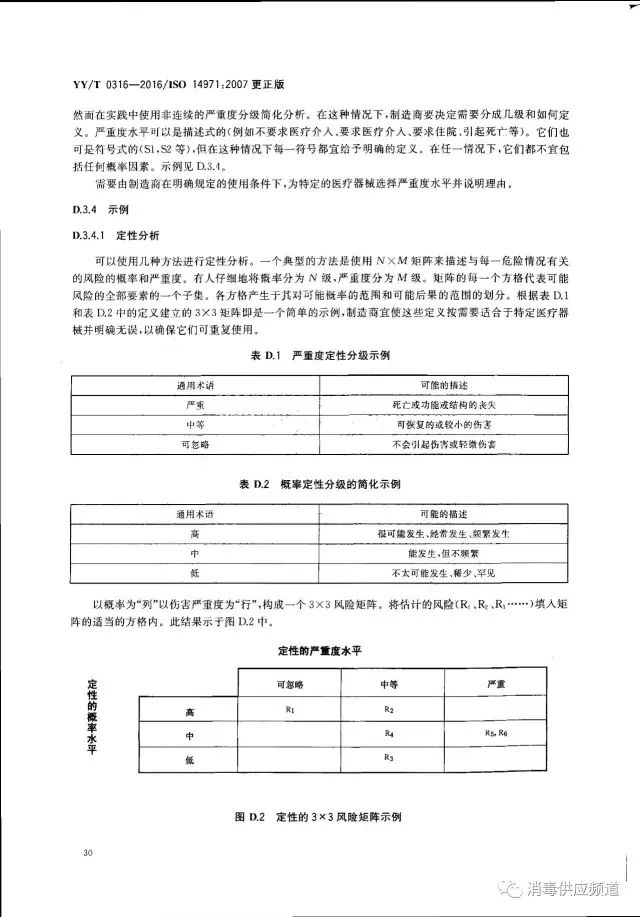 YY/T 0316—2016/ISO 14971:2007更正版
然而在实践中使用非连续的严重度分级简化分析。在这种情况下,制造商要决定需要分成几级和如何定
义。严重度水平可以是描述式的(例如不要求医疗介入、要求医疗介入、要求住院、引起死亡等)。它们也
可是符号式的(S1,S2等),但在这种情况下每一符号都宜给予明确的定义。在任一情况下,它们都不宜包
括任何概率因素。示例见D.3.4。
需要由制造商在明确规定的使用条件下,为特定的医疗器械选择严重度水平并说明理由。
D.3.4 示例
D.3.4.1 定性分析
可以使用几种方法进行定性分析。一个典型的方法是使用N×M矩阵来描述与每一危险情况有关
的风险的概率和严重度。有人仔细地将概率分为N级,严重度分为M级。矩阵的每一个方格代表可能
风险的全部要素的一个子集。各方格产生于其对可能概率的范围和可能后果的范围的划分。根据表D.1
和表D.2中的定义建立的3×3矩阵即是一个简单的示例,制造商宜使这些定义按需要适合于特定医疗器
械并明确无误,以确保它们可重复使用。
表 D.1 严重度定性分级示例
通用术语 可能的描述
严重 死亡或功能或结构的丧失
中等 可恢复的或较小的伤害
可忽略 不会引起伤害或轻微伤害
表 D.2 概率定性分级的简化示例
通用术语 可能的描述
高 很可能发生、经常发生、频繁发生
中 能发生,但不频繁
低 不太可能发生、稀少、罕见
以概率为“列”以伤害严重度为“行”,构成一个3×3风险矩阵。将估计的风险(R₁、R₂、R₃……)填入矩
阵的适当的方格内。此结果示于图D.2中。
定性的严重度水平
定性的概率水平
可忽略 中等 严重
高 R1 R2
中 R4 R5, R6
低 R3
图 D.2 定性的3×3风险矩阵示例
30
消毒供应频道